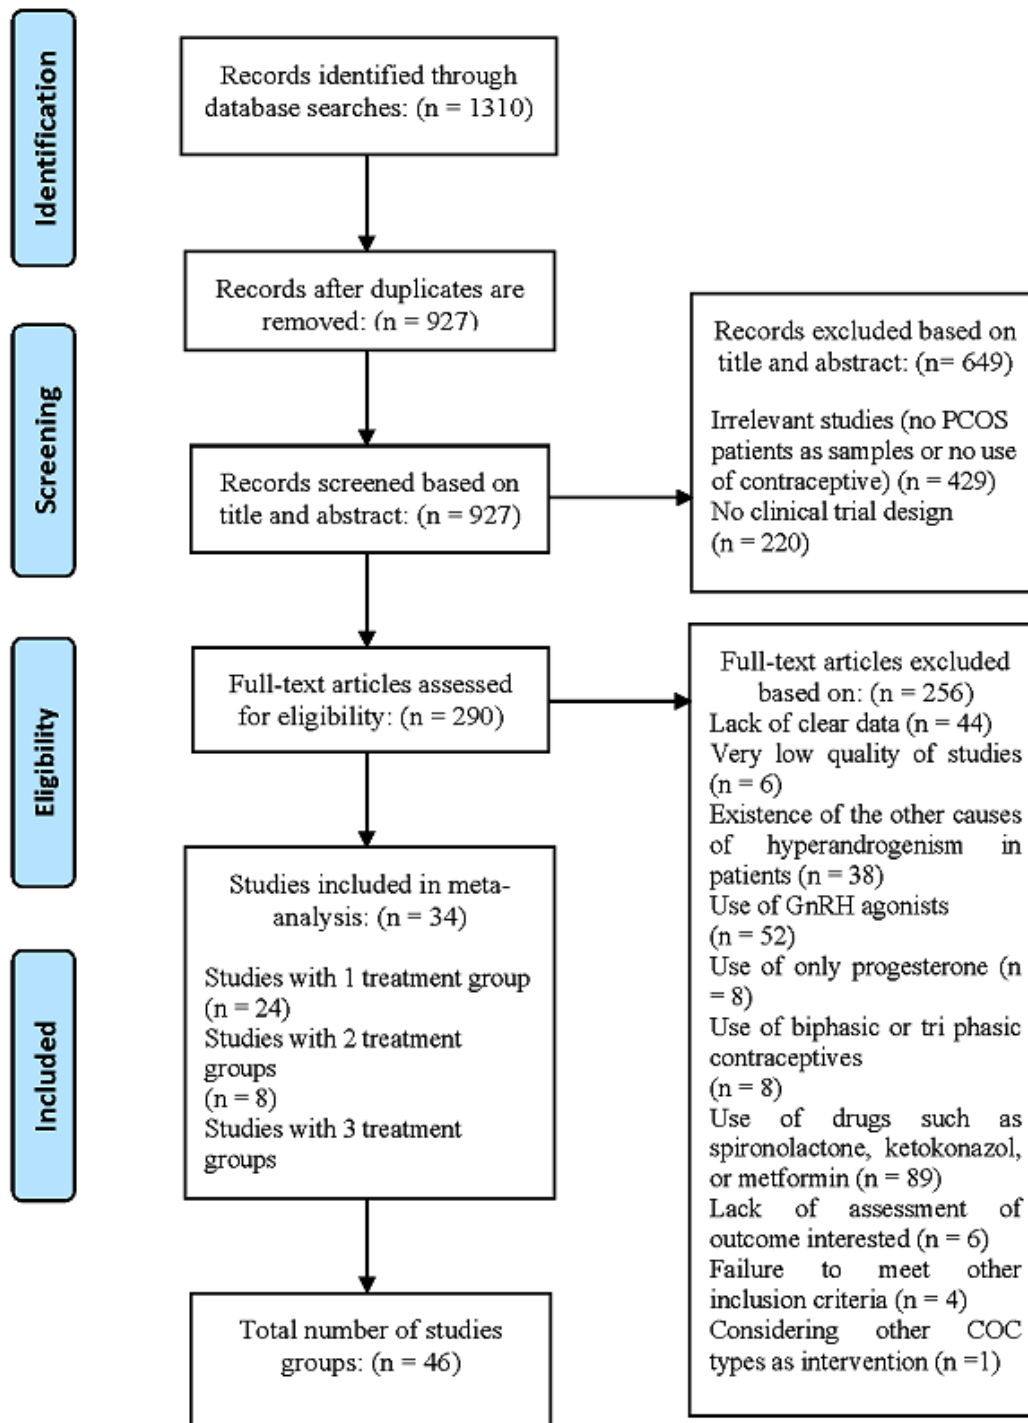 Identification
Records identified through
database searches: (n = 1310)
Records after duplicates are
removed: (n = 927)
Screening
Records screened based on
title and abstract: (n = 927)
Records excluded based on
title and abstract: (n= 649)
Irrelevant studies (no PCOS
patients as samples or no use
of contraceptive) (n = 429)
No clinical trial design
(n = 220)
Eligibility
Full-text articles assessed
for eligibility: (n = 290)
Full-text articles excluded
based on: (n = 256)
Lack of clear data (n = 44)
Very low quality of studies
(n = 6)
Existence of the other causes
of hyperandrogenism in
patients (n = 38)
Use of GnRH agonists
(n = 52)
Use of only progesterone (n
= 8)
Use of biphasic or tri phasic
contraceptives
(n = 8)
Use of drugs such as
spironolactone, ketokonazol,
or metformin (n = 89)
Lack of assessment of
outcome interested (n = 6)
Failure to meet other
inclusion criteria (n = 4)
Considering other COC
types as intervention (n =1)
Included
Studies included in meta-
analysis: (n = 34)
Studies with 1 treatment group
(n = 24)
Studies with 2 treatment
groups
(n = 8)
Studies with 3 treatment
groups
Total number of studies
groups: (n = 46)